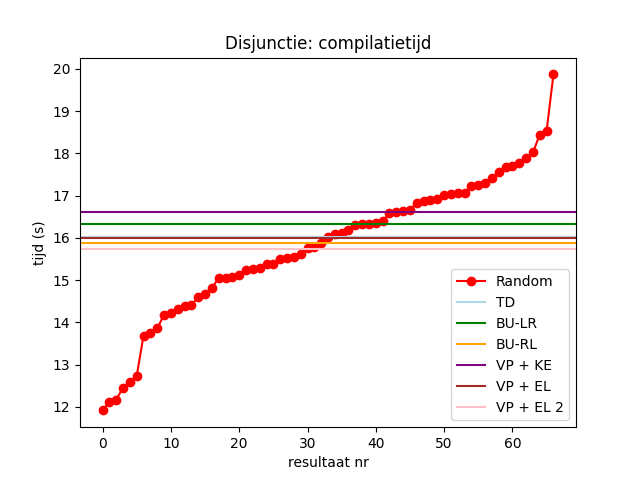 Disjunctie: compilatietijd
20
19
18
17
16
15
14
13
12
tijd (s)
0 10 20 30 40 50 60
resultaat nr
Random
TD
BU-LR
BU-RL
VP + KE
VP + EL
VP + EL 2